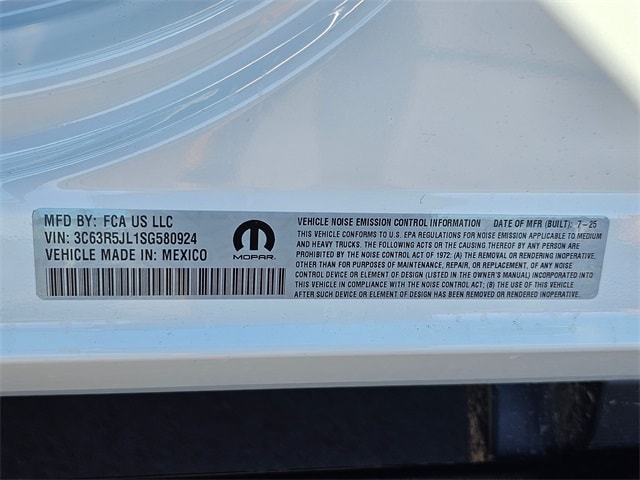 MFD BY: FCA US LLC
VIN: 3C63R5JL1SG580924
VEHICLE MADE IN: MEXICO
MOPAR
VEHICLE NOISE EMISSION CONTROL INFORMATION DATE OF MFR (BUILT): 7-25
THIS VEHICLE CONFORMS TO U.S. EPA REGULATIONS FOR NOISE EMISSION APPLICABLE TO MEDIUM
AND HEAVY TRUCKS. THE FOLLOWING ACTS OR THE CAUSING THEREOF BY ANY PERSON ARE
PROHIBITED BY THE NOISE CONTROL ACT OF 1972: (A) THE REMOVAL OR RENDERING INOPERATIVE,
OTHER THAN FOR PURPOSES OF MAINTENANCE, REPAIR, OR REPLACEMENT, OF ANY NOISE
CONTROL DEVICE OR ELEMENT OF DESIGN (LISTED IN THE OWNER'S MANUAL) INCORPORATED INTO
THIS VEHICLE IN COMPLIANCE WITH THE NOISE CONTROL ACT; (B) THE USE OF THIS VEHICLE
AFTER SUCH DEVICE OR ELEMENT OF DESIGN HAS BEEN REMOVED OR RENDERED INOPERATIVE.